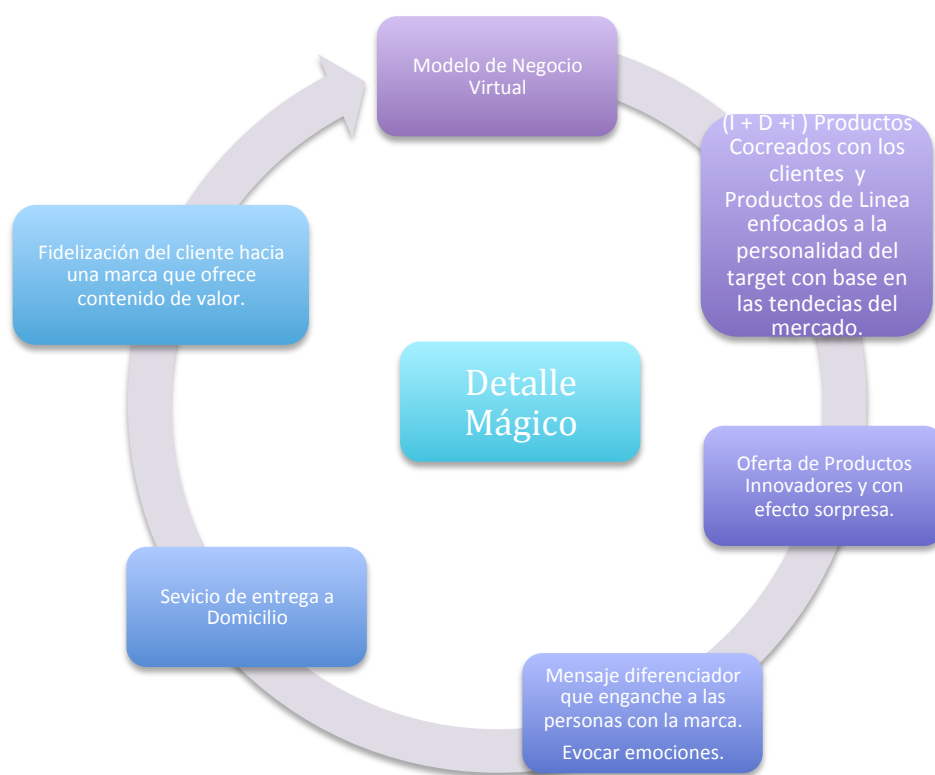 Modelo de Negocio
Virtual
(I + D +i ) Productos
Cocreados con los
clientes y
Productos de Linea
enfocados a la
personalidad del
target con base en
las tendecias del
mercado.
Oferta de Productos
Innovadores y con
efecto sorpresa.
Mensaje diferenciador
que enganche a las
personas con la marca.
Evocar emociones.
Sevicio de entrega a
Domicilio
Fidelización del cliente hacia
una marca que ofrece
contenido de valor.
Detalle
Mágico